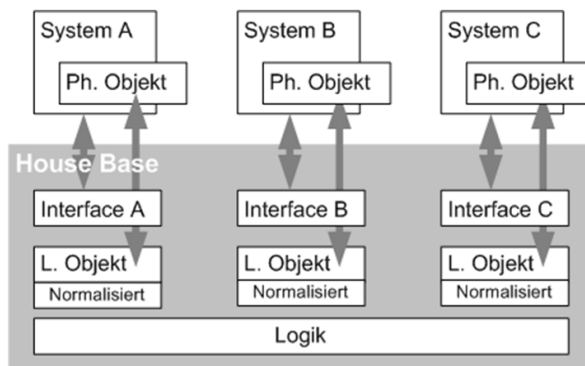 System A
System B
System C
Ph. Objekt
Ph. Objekt
Ph. Objekt
House Base
Interface A
Interface B
Interface C
L. Objekt
L. Objekt
L. Objekt
Normalisiert
Normalisiert
Normalisiert
Logik